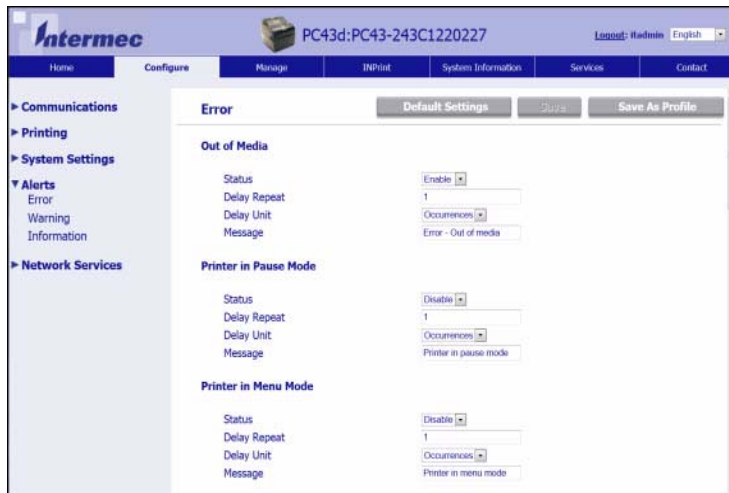 Intermec
PC43d:PC43-243C1220227
Logout: itadmin English
Home Configure Manage INPrint System Information Services Contact
Communications
Printing
System Settings
Alerts
Error
Warning
Information
Network Services
Error
Default Settings Save Save As Profile
Out of Media
Status Enable
Delay Repeat 1
Delay Unit Occurrences
Message Error - Out of media
Printer in Pause Mode
Status Disable
Delay Repeat 1
Delay Unit Occurrences
Message Printer in pause mode
Printer in Menu Mode
Status Disable
Delay Repeat 1
Delay Unit Occurrences
Message Printer in menu mode